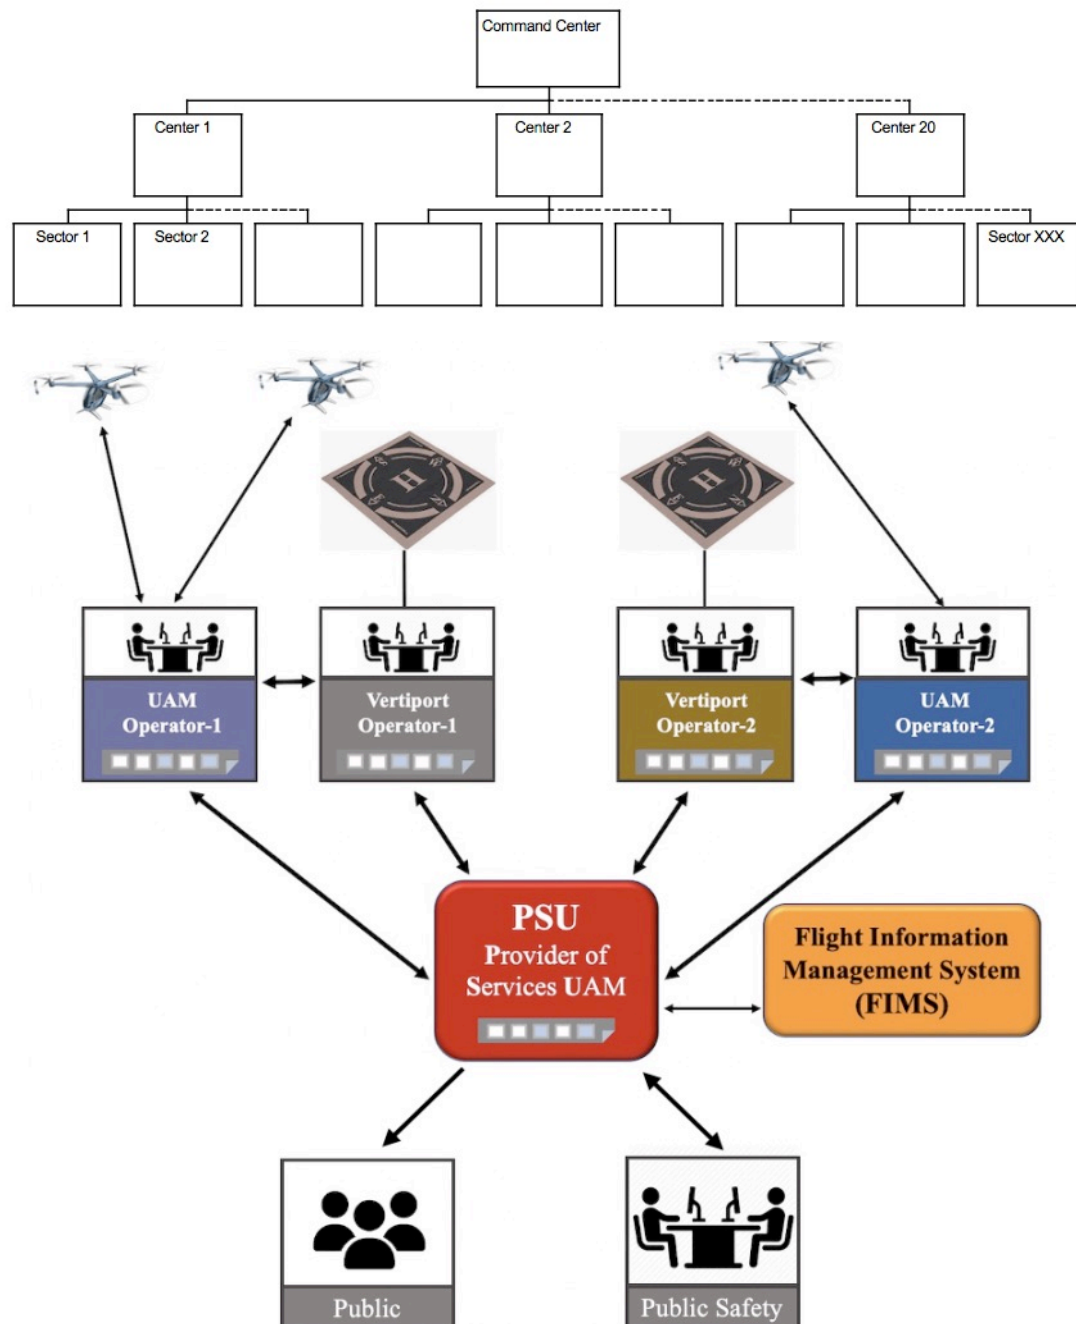 Command Center
Center 1
Center 2
Center 20
Sector 1
Sector 2
Sector XXX
H
H
UAM
Operator-1
Vertiport
Operator-1
Vertiport
Operator-2
UAM
Operator-2
PSU
Provider of
Services UAM
Flight Information
Management System
(FIMS)
Public
Public Safety